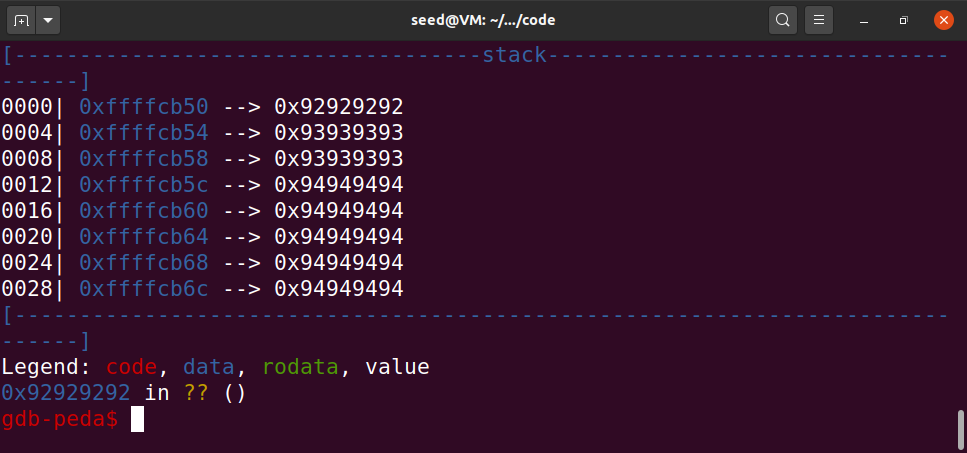 seed@VM: ~/.../code
[------------------------------------stack-------------------------------
------]
0000| 0xffffcb50 --> 0x92929292
0004| 0xffffcb54 --> 0x93939393
0008| 0xffffcb58 --> 0x93939393
0012| 0xffffcb5c --> 0x94949494
0016| 0xffffcb60 --> 0x94949494
0020| 0xffffcb64 --> 0x94949494
0024| 0xffffcb68 --> 0x94949494
0028| 0xffffcb6c --> 0x94949494
[------------------------------------------------------------------------
------]
Legend: code, data, rodata, value
0x92929292 in ?? ()
gdb-peda$